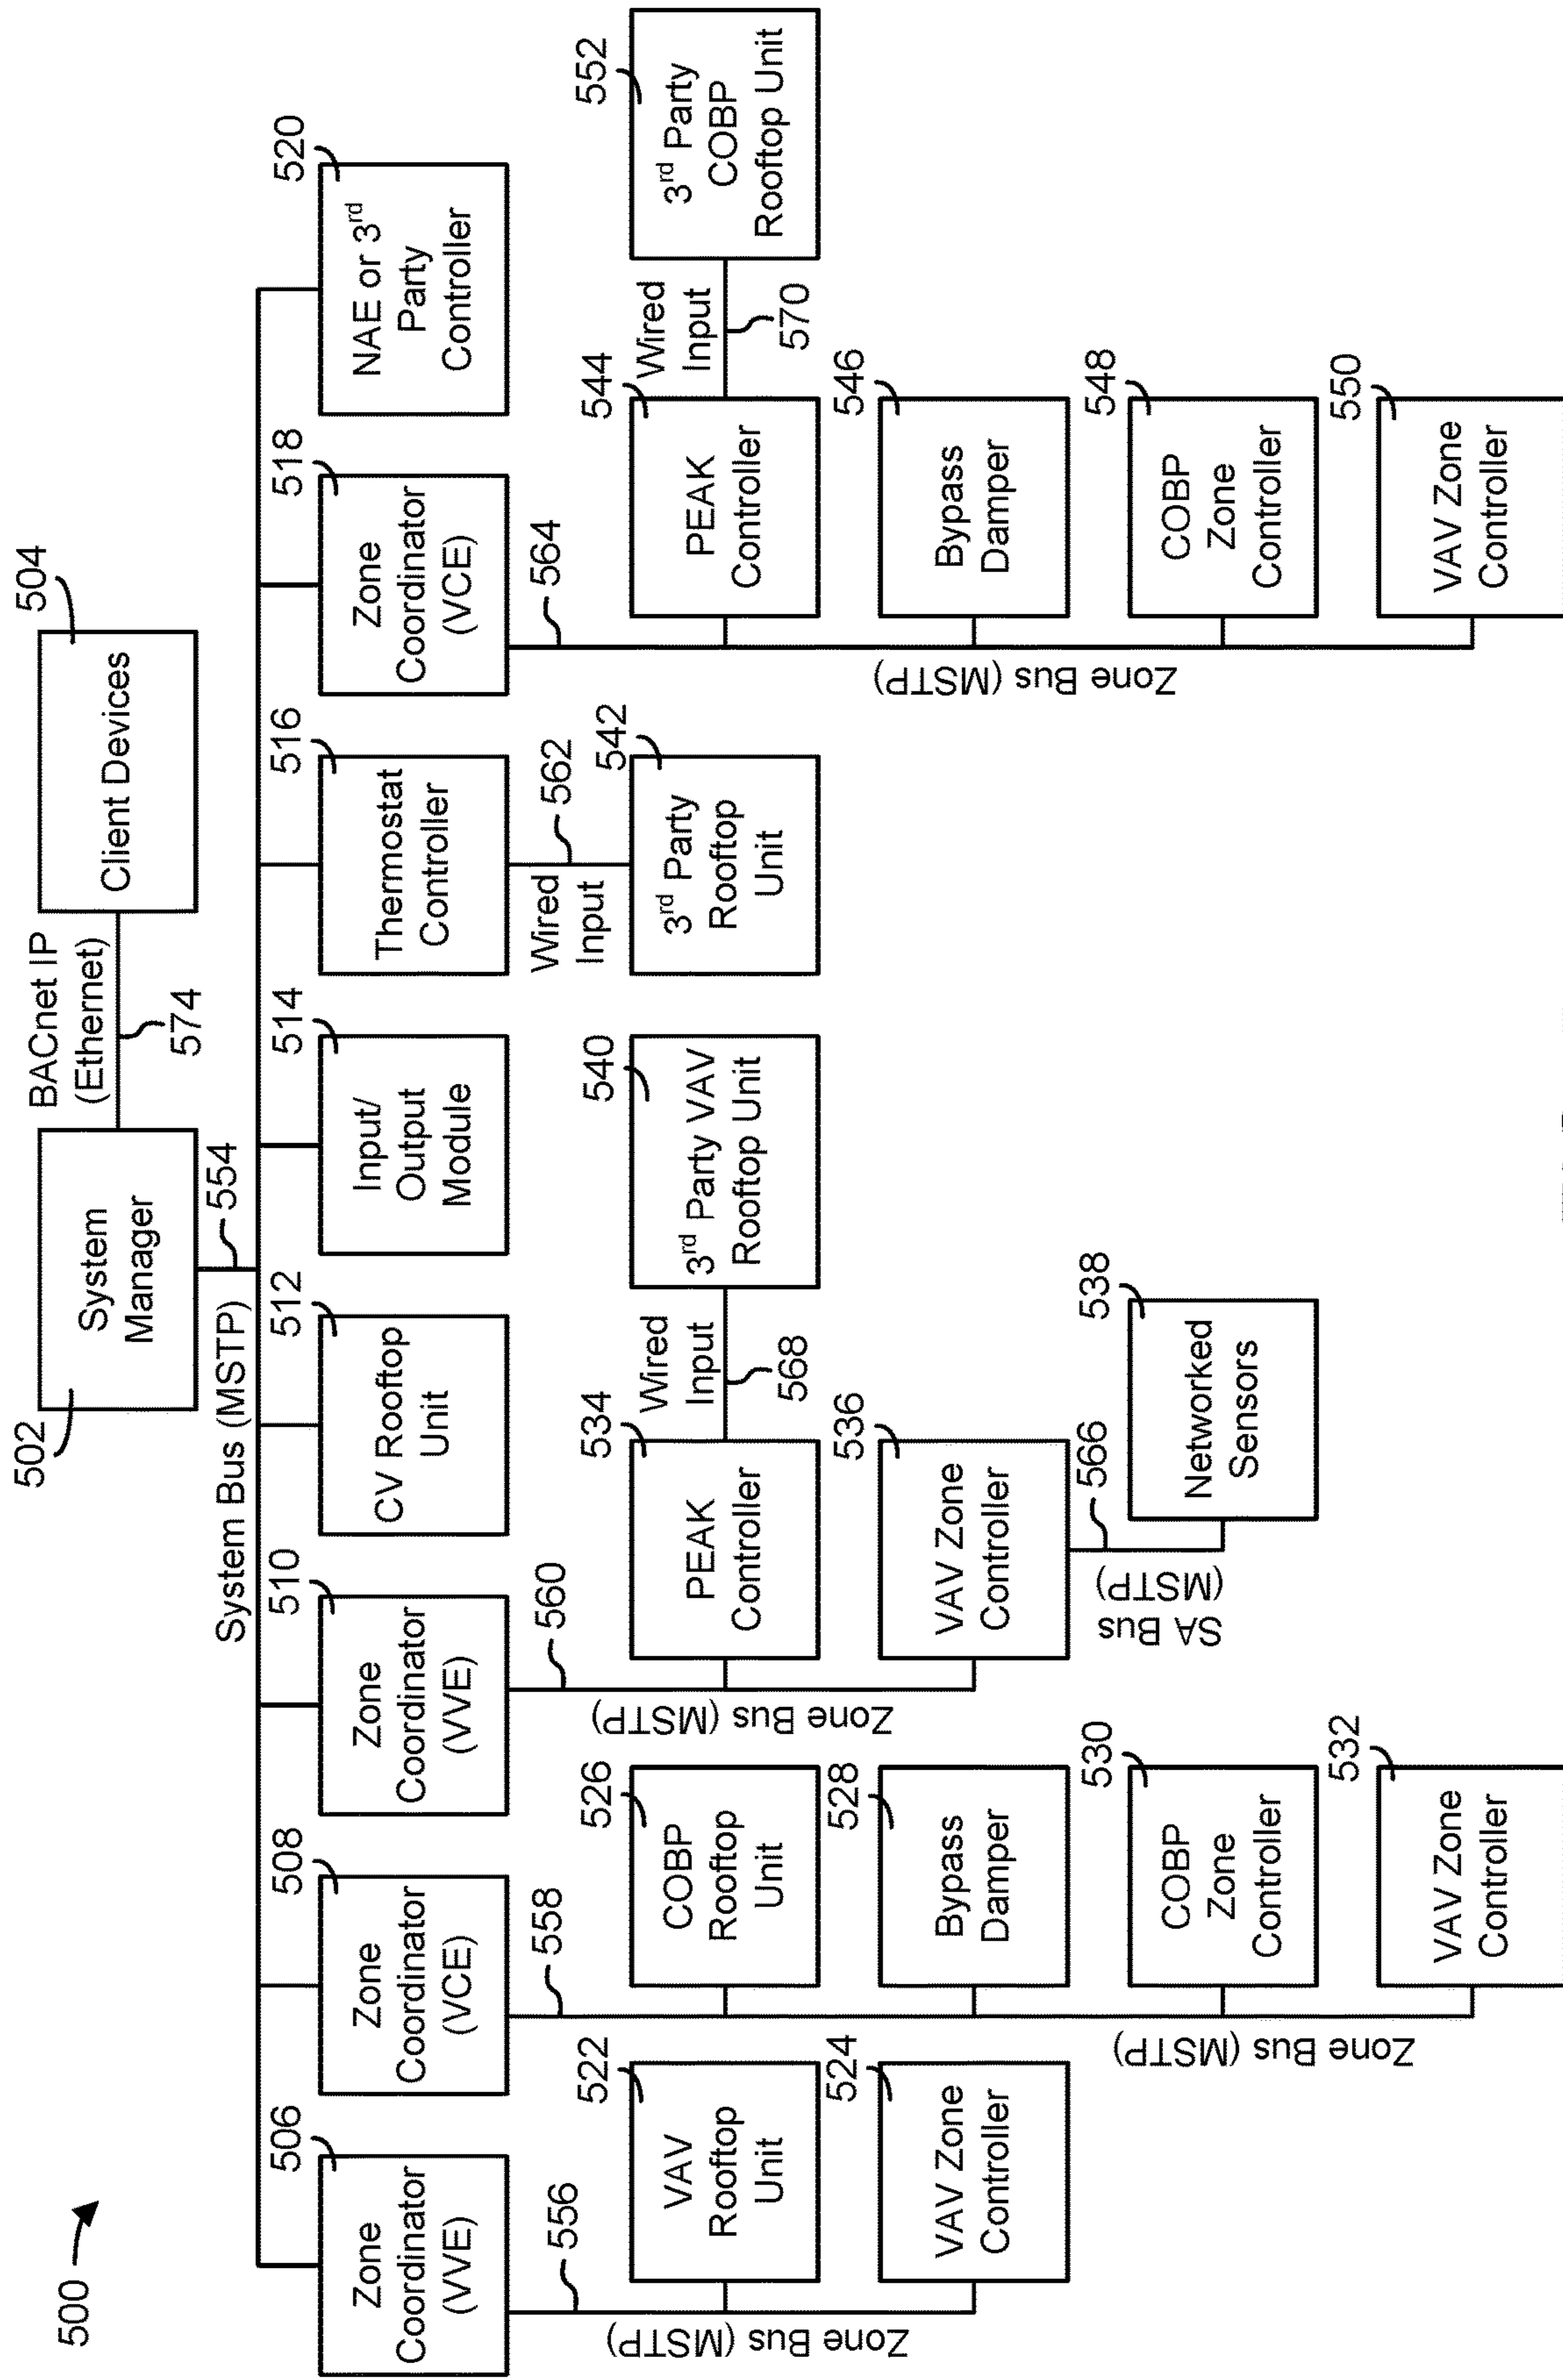 500
502
System
Manager
BACnet IP
(Ethernet)
574
504
Client Devices
554
System Bus (MSTP)
506
Zone
Coordinator
(VVE)
508
Zone
Coordinator
(VCE)
510
Zone
Coordinator
(VVE)
512
CV Rooftop
Unit
514
Input/
Output
Module
516
Thermostat
Controller
518
Zone
Coordinator
(VCE)
520
NAE or 3rd
Party
Controller
556
Zone Bus (MSTP)
522
VAV
Rooftop
Unit
524
VAV Zone
Controller
558
Zone Bus (MSTP)
526
COBP
Rooftop
Unit
528
Bypass
Damper
530
COBP
Zone
Controller
532
VAV Zone
Controller
560
Zone Bus (MSTP)
534
PEAK
Controller
Wired
Input
568
540
3rd Party VAV
Rooftop Unit
536
VAV Zone
Controller
566
SA Bus
(MSTP)
538
Networked
Sensors
562
Wired
Input
542
3rd Party
Rooftop
Unit
564
Zone Bus (MSTP)
544
PEAK
Controller
Wired
Input
570
552
3rd Party
COBP
Rooftop Unit
546
Bypass
Damper
548
COBP
Zone
Controller
550
VAV Zone
Controller